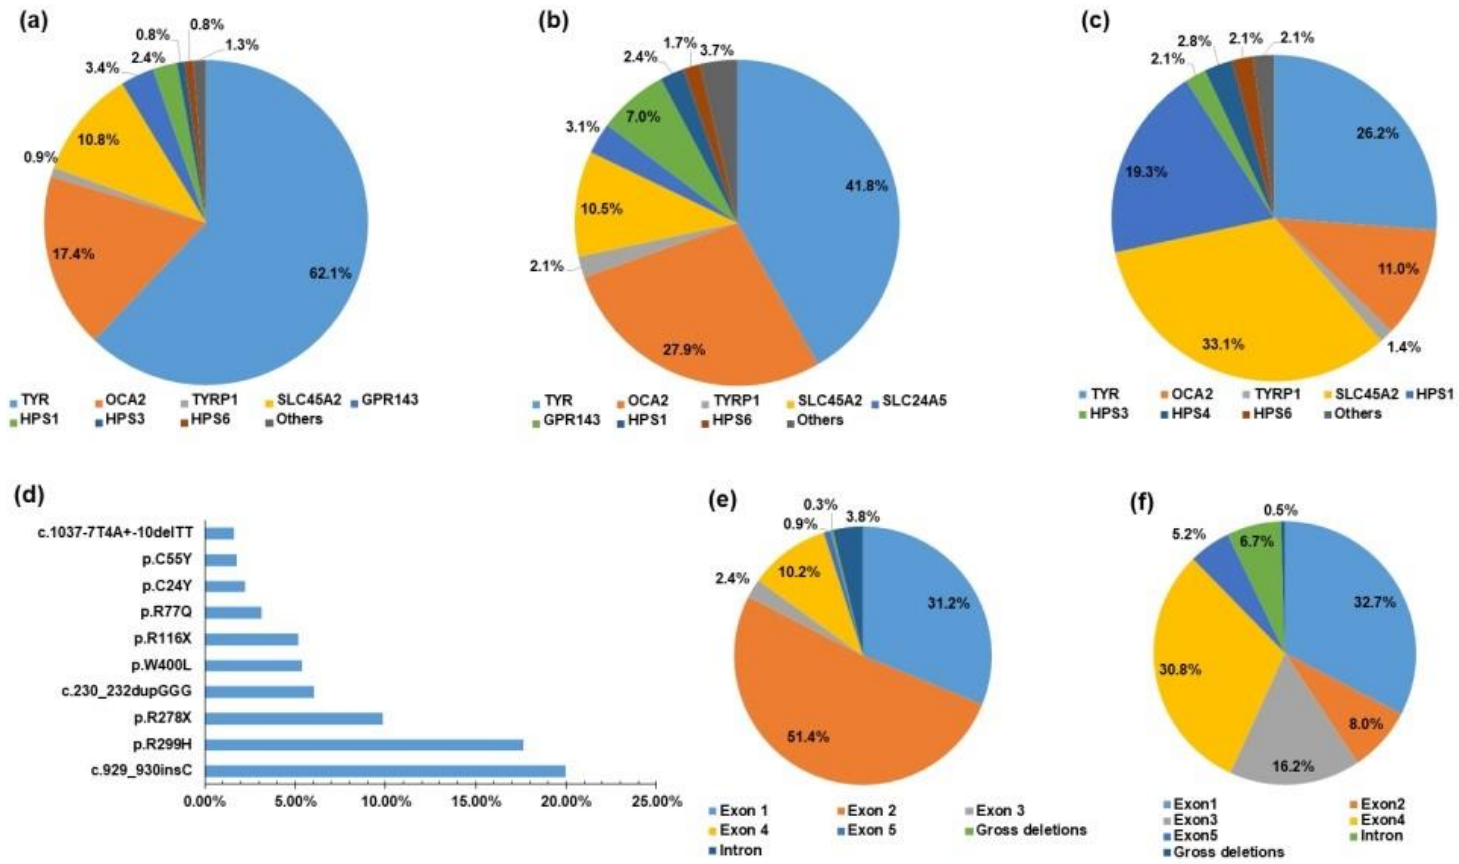 (a)
0.8%
0.8%
1.3%
2.4%
3.4%
10.8%
0.9%
17.4%
62.1%
TYR OCA2 TYRP1 SLC45A2 GPR143
HPS1 HPS3 HPS6 Others
(b)
1.7%
3.7%
2.4%
7.0%
3.1%
41.8%
10.5%
2.1%
27.9%
TYR OCA2 TYRP1 SLC45A2 SLC24A5
GPR143 HPS1 HPS6 Others
(c)
2.1%
2.1%
2.8%
2.1%
26.2%
19.3%
11.0%
33.1%
1.4%
TYR OCA2 TYRP1 SLC45A2 HPS1
HPS3 HPS4 HPS6 Others
(d)
c.1037-7T4A+-10delTT
p.C55Y
p.C24Y
p.R77Q
p.R116X
p.W400L
c.230_232dupGGG
p.R278X
p.R299H
c.929_930insC
0.00% 5.00% 10.00% 15.00% 20.00% 25.00%
(e)
0.3%
0.9%
3.8%
10.2%
2.4%
31.2%
51.4%
Exon 1 Exon 2 Exon 3
Exon 4 Exon 5 Gross deletions
Intron
(f)
0.5%
5.2%
6.7%
32.7%
30.8%
8.0%
16.2%
Exon1 Exon2
Exon3 Exon4
Exon5 Intron
Gross deletions